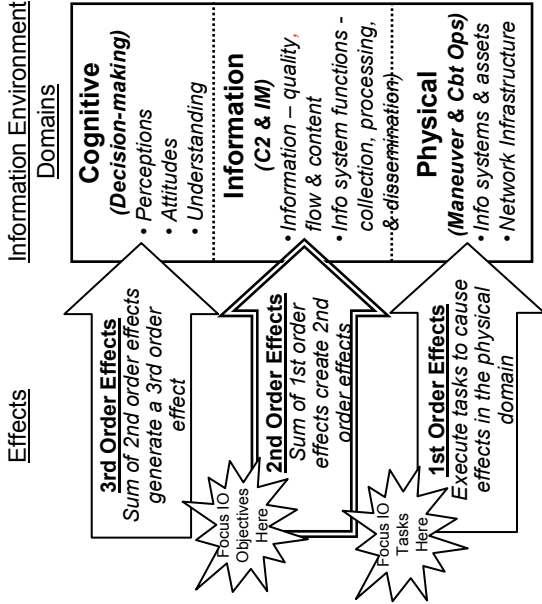 Effects
Information Environment
Domains
3rd Order Effects
Sum of 2nd order effects
generate a 3rd order
effect
Cognitive
(Decision-making)
• Perceptions
• Attitudes
• Understanding
Focus IO
Objectives
Here
2nd Order Effects
Sum of 1st order
effects create 2nd
order effects
Information
(C2 & IM)
• Information – quality,
flow & content
• Info system functions -
collection, processing,
& dissemination)
Focus IO
Tasks
Here
1st Order Effects
Execute tasks to cause
effects in the physical
domain
Physical
(Maneuver & Cbt Ops)
• Info systems & assets
• Network Infrastructure